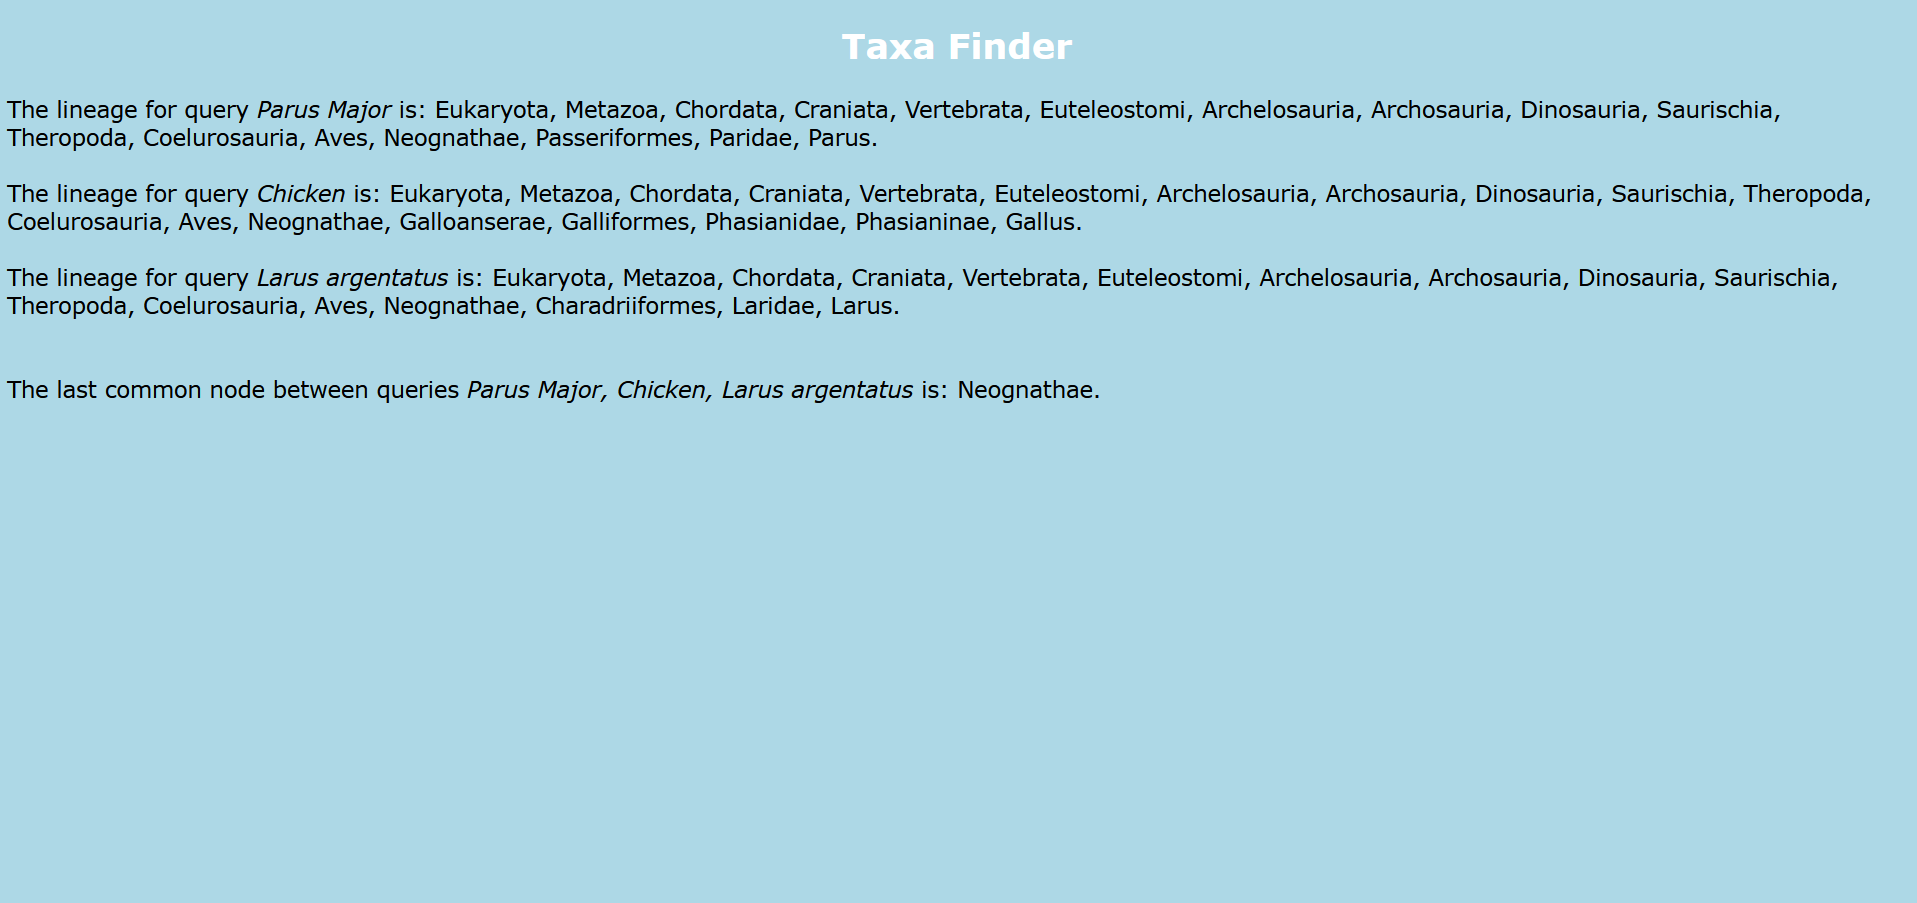 Taxa Finder
The lineage for query Parus Major is: Eukaryota, Metazoa, Chordata, Craniata, Vertebrata, Euteleostomi, Archelosauria, Archosauria, Dinosauria, Saurischia,
Theropoda, Coelurosauria, Aves, Neognathae, Passeriformes, Paridae, Parus.
The lineage for query Chicken is: Eukaryota, Metazoa, Chordata, Craniata, Vertebrata, Euteleostomi, Archelosauria, Archosauria, Dinosauria, Saurischia, Theropoda,
Coelurosauria, Aves, Neognathae, Galloanserae, Galliformes, Phasianidae, Phasianinae, Gallus.
The lineage for query Larus argentatus is: Eukaryota, Metazoa, Chordata, Craniata, Vertebrata, Euteleostomi, Archelosauria, Archosauria, Dinosauria, Saurischia,
Theropoda, Coelurosauria, Aves, Neognathae, Charadriiformes, Laridae, Larus.
The last common node between queries Parus Major, Chicken, Larus argentatus is: Neognathae.